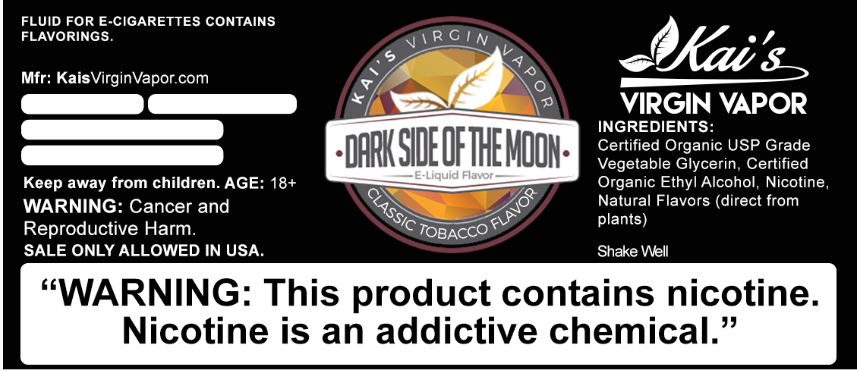 FLUID FOR E-CIGARETTES CONTAINS
FLAVORINGS.
Mfr: KaisVirginVapor.com
Keep away from children. AGE: 18+
WARNING: Cancer and
Reproductive Harm.
SALE ONLY ALLOWED IN USA.
KAI'S VIRGIN VAPOR
•DARK SIDE OF THE MOON•
E-Liquid Flavor
CLASSIC TOBACCO FLAVOR
Kai's
VIRGIN VAPOR
INGREDIENTS:
Certified Organic USP Grade
Vegetable Glycerin, Certified
Organic Ethyl Alcohol, Nicotine,
Natural Flavors (direct from
plants)
Shake Well
“WARNING: This product contains nicotine.
Nicotine is an addictive chemical.”